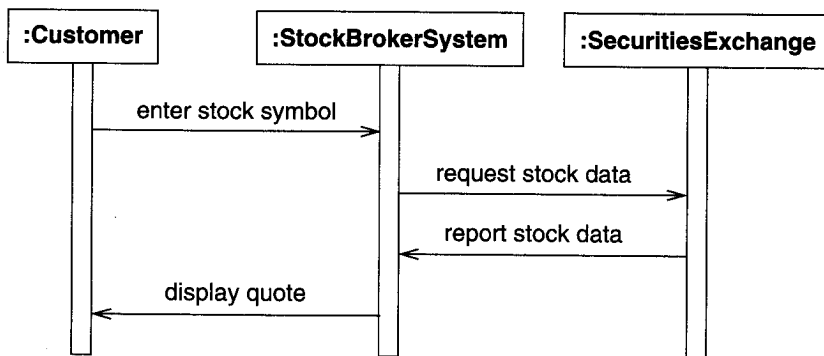 :Customer
:StockBrokerSystem
:SecuritiesExchange
enter stock symbol
request stock data
report stock data
display quote